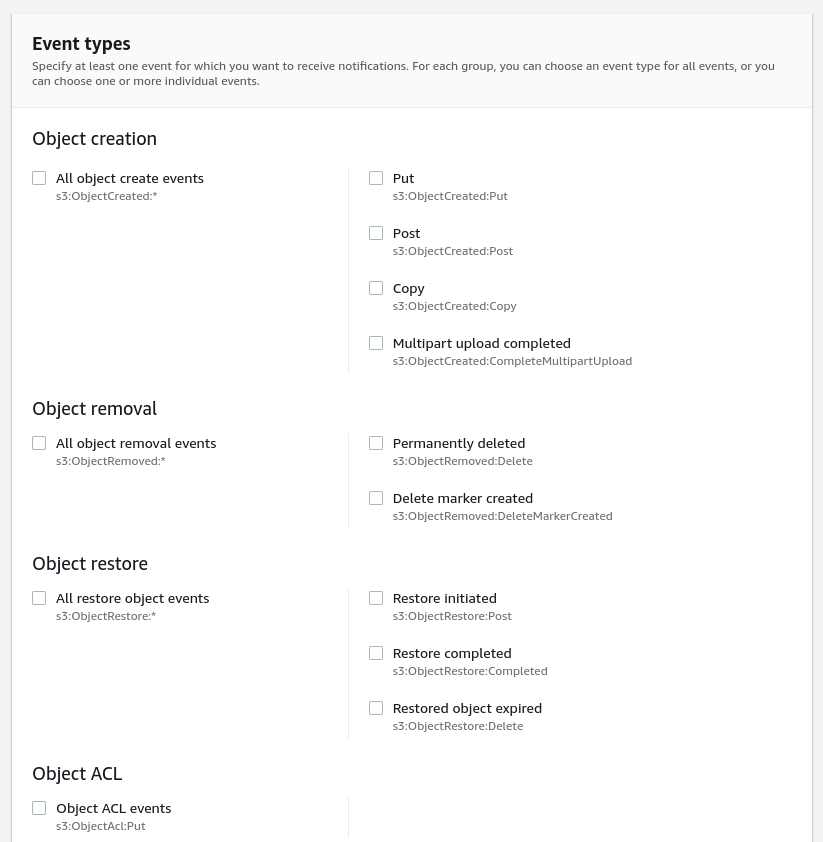 Event types
Specify at least one event for which you want to receive notifications. For each group, you can choose an event type for all events, or you
can choose one or more individual events.
Object creation
All object create events
s3:ObjectCreated:*
Put
s3:ObjectCreated:Put
Post
s3:ObjectCreated:Post
Copy
s3:ObjectCreated:Copy
Multipart upload completed
s3:ObjectCreated:CompleteMultipartUpload
Object removal
All object removal events
s3:ObjectRemoved:*
Permanently deleted
s3:ObjectRemoved:Delete
Delete marker created
s3:ObjectRemoved:DeleteMarkerCreated
Object restore
All restore object events
s3:ObjectRestore:*
Restore initiated
s3:ObjectRestore:Post
Restore completed
s3:ObjectRestore:Completed
Restored object expired
s3:ObjectRestore:Delete
Object ACL
Object ACL events
s3:ObjectAcl:Put